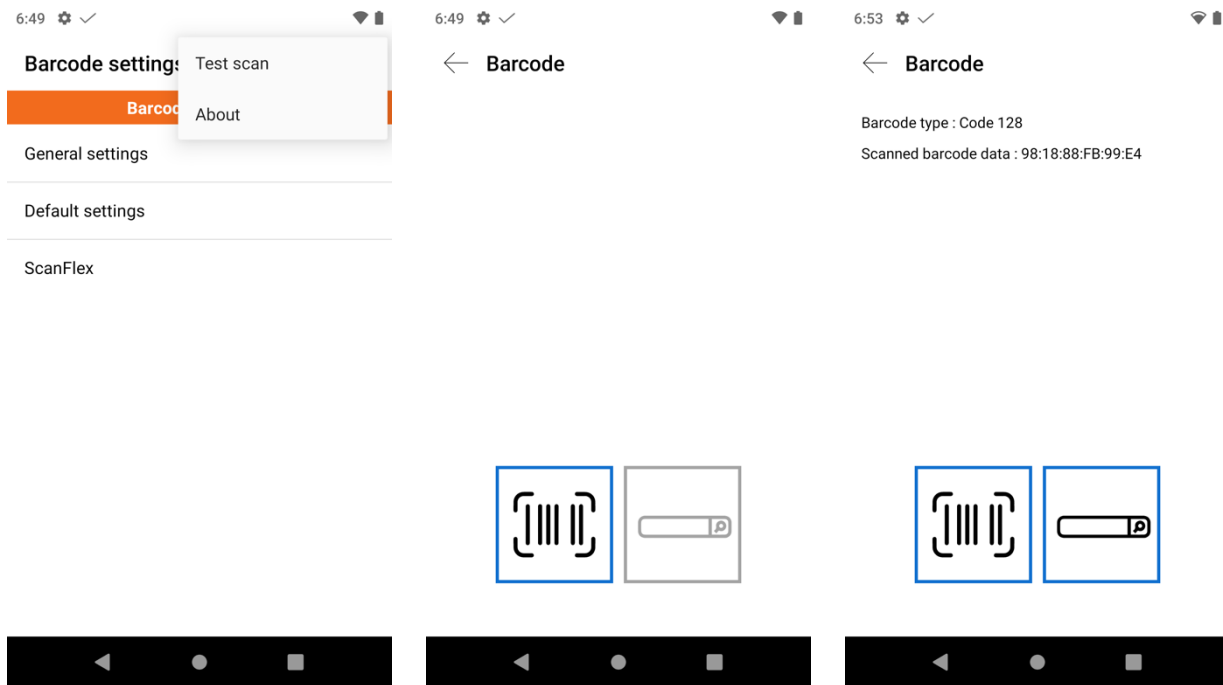 6:49
Barcode settings
Test scan
About
Barcod
General settings
Default settings
ScanFlex
6:49
Barcode
6:53
Barcode
Barcode type : Code 128
Scanned barcode data : 98:18:88:FB:99:E4